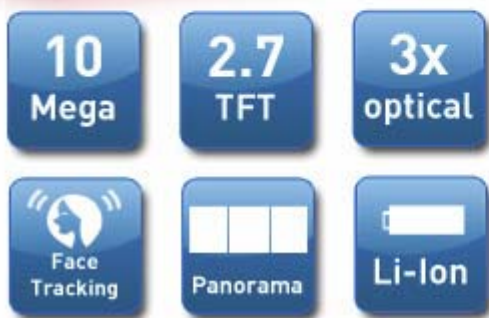 10
Mega
2.7
TFT
3x
optical
Face
Tracking
Panorama
Li-Ion